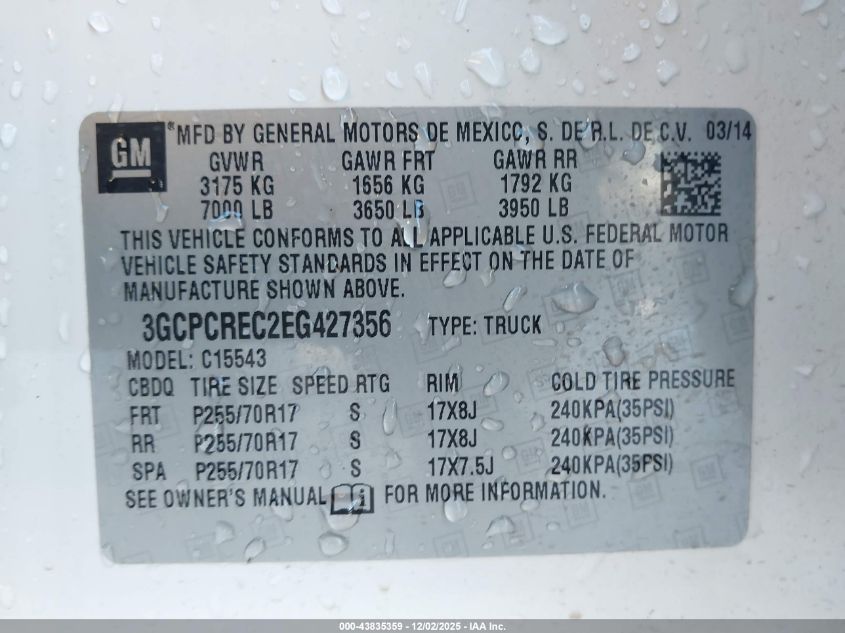 GM
®MFD BY GENERAL MOTORS DE MEXICO, S. DE R.L. DE C.V. 03/14
GVWR GAWR FRT GAWR RR
3175 KG 1656 KG 1792 KG
7000 LB 3650 LB 3950 LB
THIS VEHICLE CONFORMS TO ALL APPLICABLE U.S. FEDERAL MOTOR
VEHICLE SAFETY STANDARDS IN EFFECT ON THE DATE OF
MANUFACTURE SHOWN ABOVE.
3GCPCREC2EG427356 TYPE: TRUCK
MODEL: C15543
CBDQ TIRE SIZE SPEED RTG RIM COLD TIRE PRESSURE
FRT P255/70R17 S 17X8J 240KPA(35PSI)
RR P255/70R17 S 17X8J 240KPA(35PSI)
SPA P255/70R17 S 17X7.5J 240KPA(35PSI)
SEE OWNER'S MANUAL FOR MORE INFORMATION.
000-43835359 - 12/02/2025 - IAA Inc.